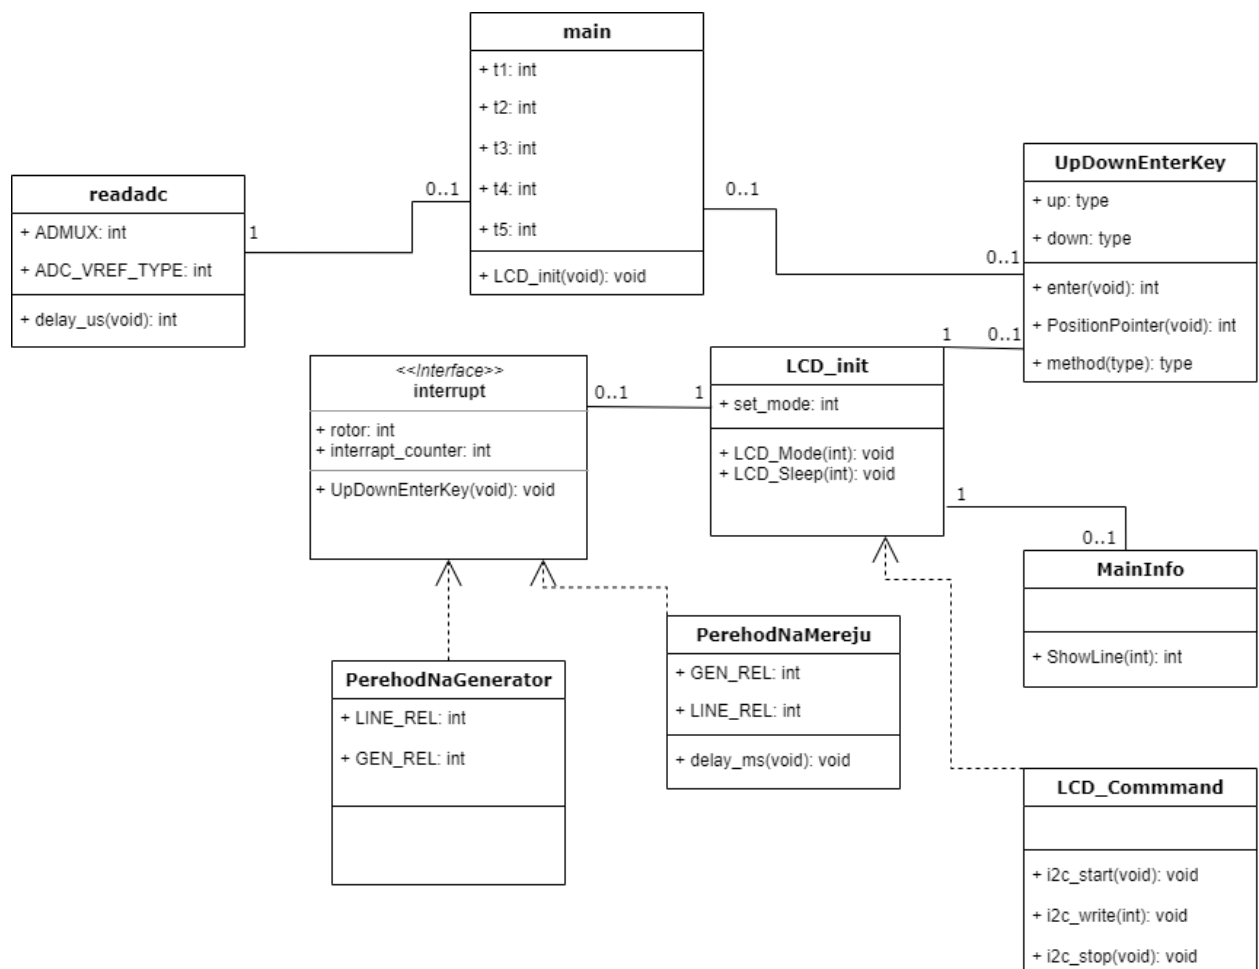 main
+ t1: int
+ t2: int
+ t3: int
+ t4: int
+ t5: int
+ LCD_init(void): void
readadc
+ ADMUX: int
+ ADC_VREF_TYPE: int
+ delay_us(void): int
1
0..1
0..1
0..1
UpDownEnterKey
+ up: type
+ down: type
+ enter(void): int
+ PositionPointer(void): int
+ method(type): type
<<Interface>>
interrupt
+ rotor: int
+ interrapt_counter: int
+ UpDownEnterKey(void): void
0..1
1
LCD_init
+ set_mode: int
+ LCD_Mode(int): void
+ LCD_Sleep(int): void
1
0..1
1
0..1
MainInfo
+ ShowLine(int): int
PerehodNaGenerator
+ LINE_REL: int
+ GEN_REL: int
PerehodNaMereju
+ GEN_REL: int
+ LINE_REL: int
+ delay_ms(void): void
LCD_Commmand
+ i2c_start(void): void
+ i2c_write(int): void
+ i2c_stop(void): void